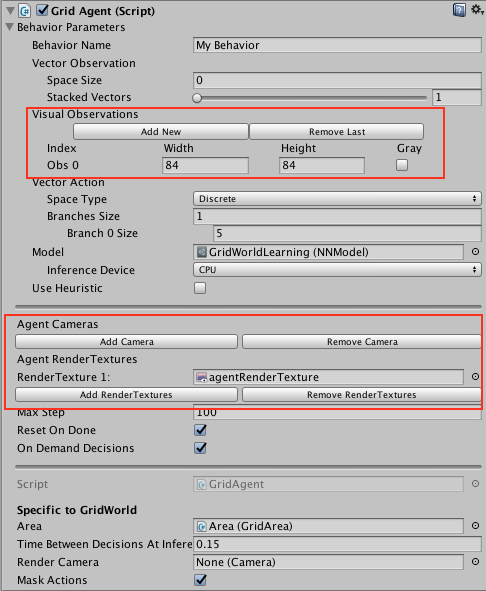 Grid Agent (Script)
Behavior Parameters
Behavior Name My Behavior
Vector Observation
Space Size 0
Stacked Vectors 1
Visual Observations
Add New Remove Last
Index Width Height Gray
Obs 0 84 84
Vector Action
Space Type Discrete
Branches Size 1
Branch 0 Size 5
Model GridWorldLearning (NNModel)
Inference Device CPU
Use Heuristic
Agent Cameras
Add Camera Remove Camera
Agent RenderTextures
RenderTexture 1: agentRenderTexture
Add RenderTextures Remove RenderTextures
Max Step 100
Reset On Done
On Demand Decisions
Script GridAgent
Specific to GridWorld
Area Area (GridArea)
Time Between Decisions At Infere 0.15
Render Camera None (Camera)
Mask Actions